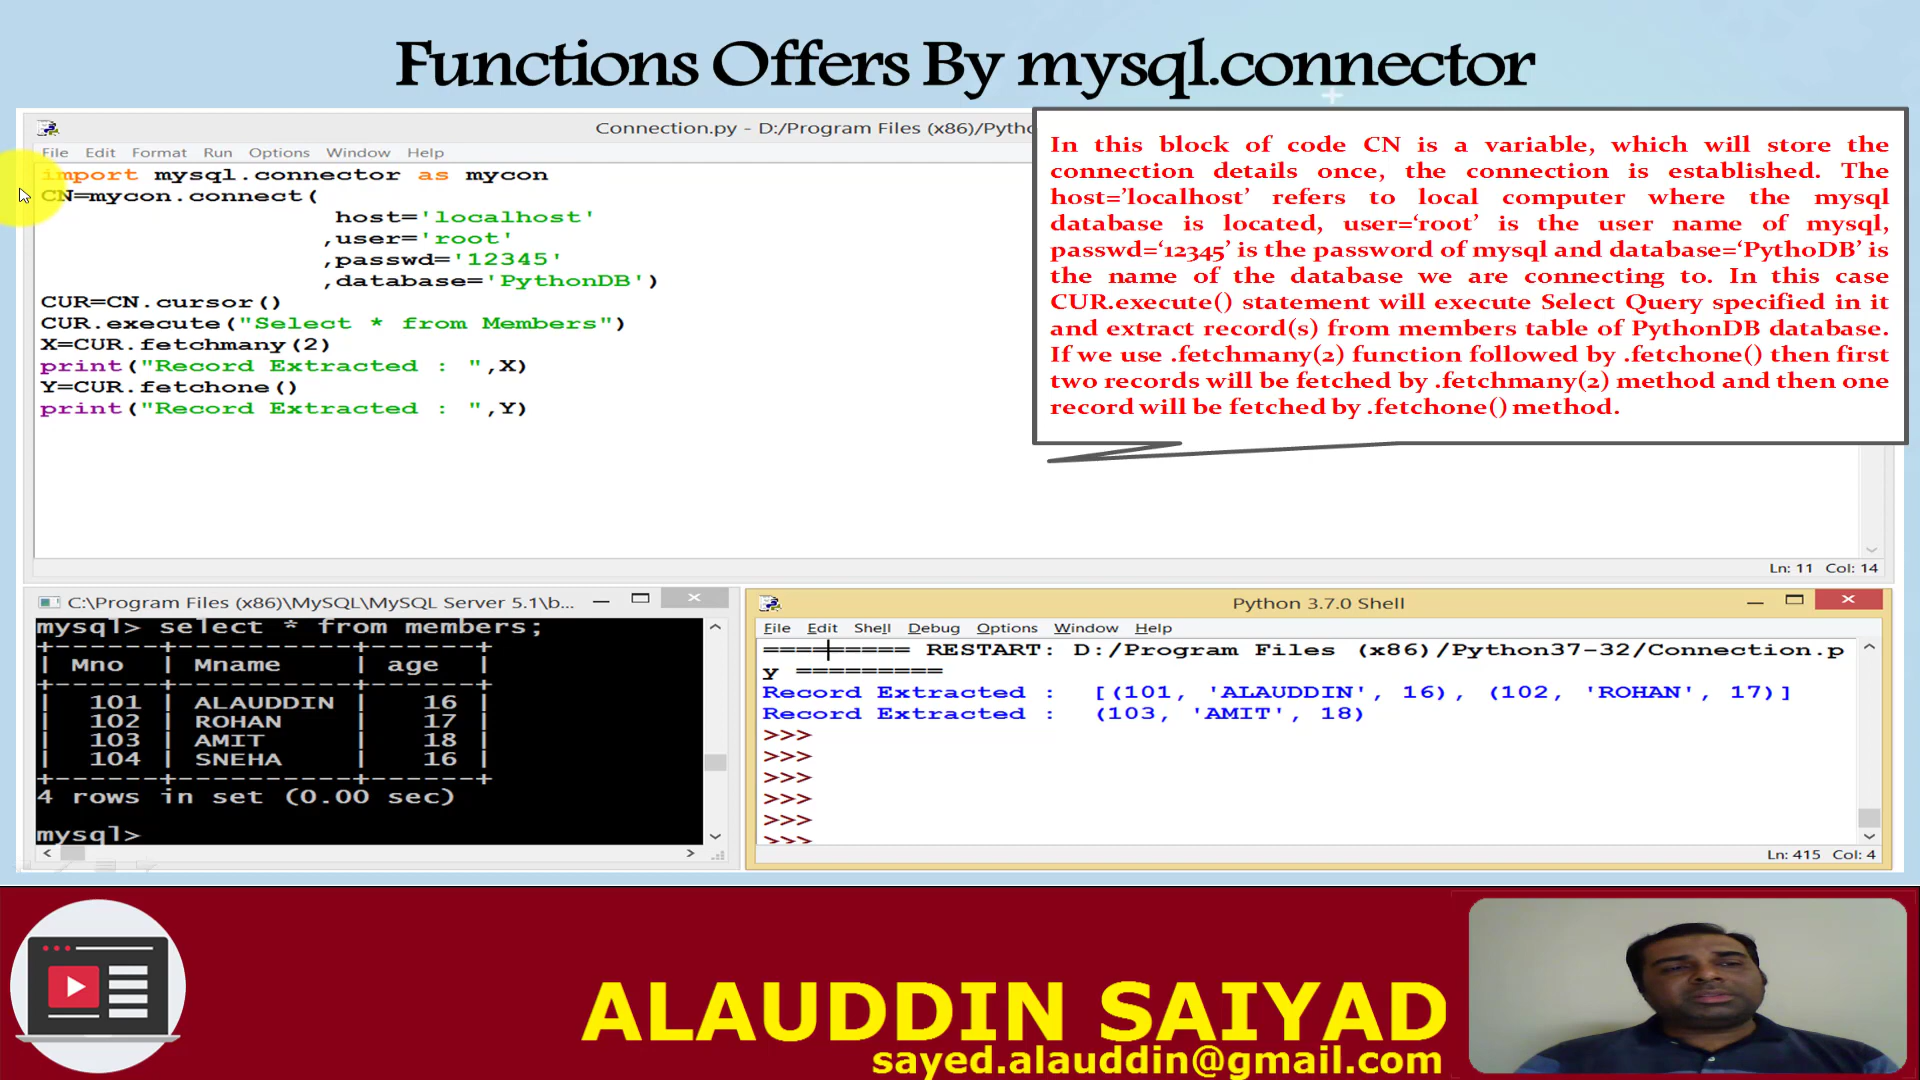 Functions Offers By mysql.connector
Connection.py - D:/Program Files (x86)/Pytho
File Edit Format Run Options Window Help
import mysql.connector as mycon
CN=mycon.connect(
host='localhost'
,user='root'
,passwd='12345'
,database='PythonDB')
CUR=CN.cursor()
CUR.execute("Select * from Members")
X=CUR.fetchmany(2)
print("Record Extracted : ",X)
Y=CUR.fetchone()
print("Record Extracted : ",Y)
Ln: 11 Col: 14
In this block of code CN is a variable, which will store the
connection details once, the connection is established. The
host=’localhost’ refers to local computer where the mysql
database is located, user=‘root’ is the user name of mysql,
passwd=‘12345’ is the password of mysql and database=‘PythoDB’ is
the name of the database we are connecting to. In this case
CUR.execute() statement will execute Select Query specified in it
and extract record(s) from members table of PythonDB database.
If we use .fetchmany(2) function followed by .fetchone() then first
two records will be fetched by .fetchmany(2) method and then one
record will be fetched by .fetchone() method.
C:\Program Files (x86)\MySQL\MySQL Server 5.1\b...
mysql> select * from members;
+------+----------+------+
| Mno | Mname | age |
+------+----------+------+
| 101 | ALAUDDIN | 16 |
| 102 | ROHAN | 17 |
| 103 | AMIT | 18 |
| 104 | SNEHA | 16 |
+------+----------+------+
4 rows in set (0.00 sec)
mysql>
Python 3.7.0 Shell
File Edit Shell Debug Options Window Help
========= RESTART: D:/Program Files (x86)/Python37-32/Connection.p
y =========
Record Extracted : [(101, 'ALAUDDIN', 16), (102, 'ROHAN', 17)]
Record Extracted : (103, 'AMIT', 18)
>>>
>>>
>>>
>>>
>>>
>>>
Ln: 415 Col: 4
ALAUDDIN SAIYAD
sayed.alauddin@gmail.com